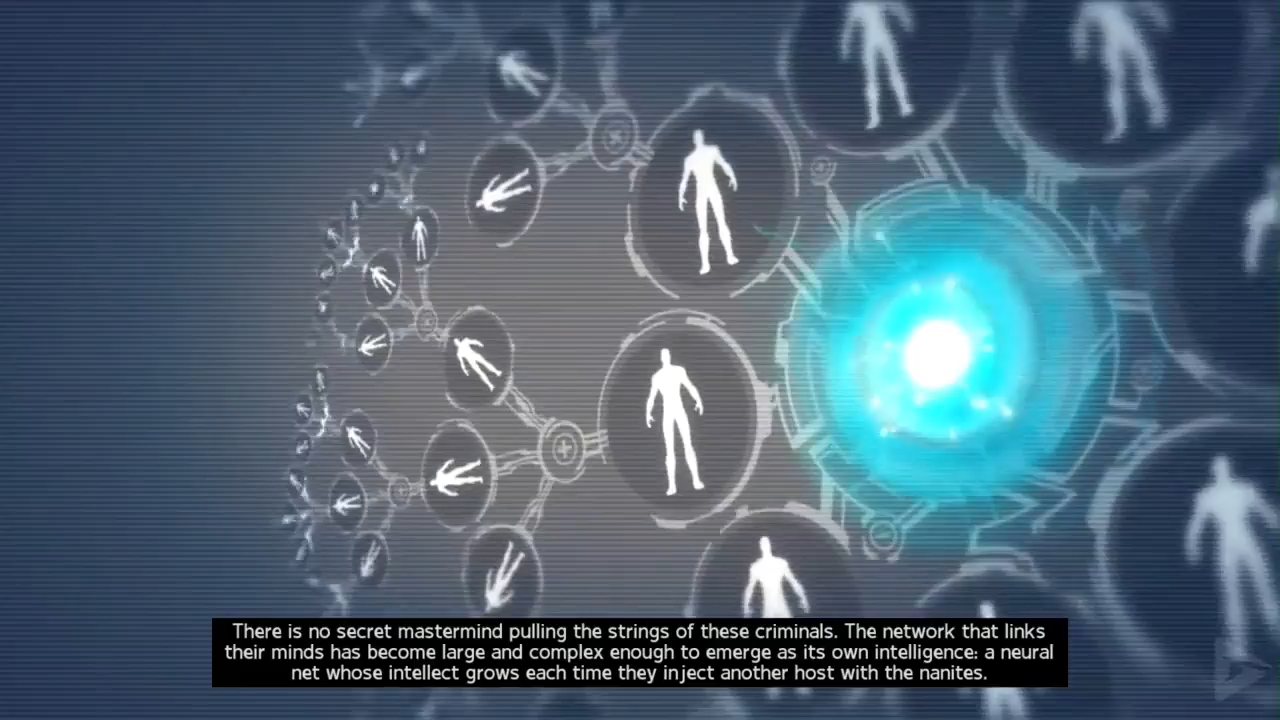 There is no secret mastermind pulling the strings of these criminals. The network that links
their minds has become large and complex enough to emerge as its own intelligence: a neural
net whose intellect grows each time they inject another host with the nanites.